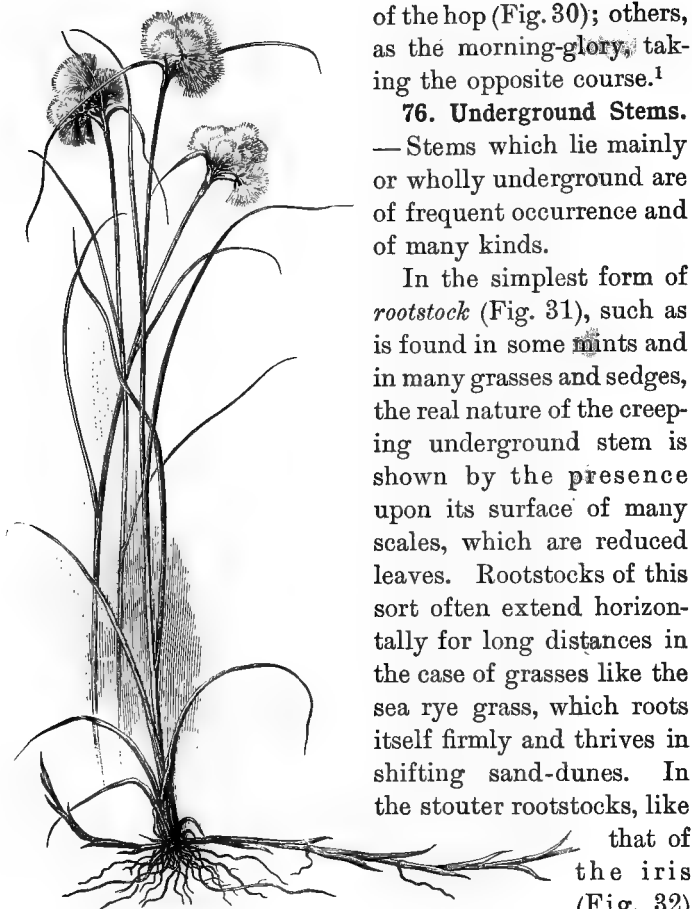 of the hop (Fig. 30); others,
as the morning-glory, tak-
ing the opposite course.¹
76. Underground Stems.
— Stems which lie mainly
or wholly underground are
of frequent occurrence and
of many kinds.
In the simplest form of
rootstock (Fig. 31), such as
is found in some mints and
in many grasses and sedges,
the real nature of the creep-
ing underground stem is
shown by the presence
upon its surface of many
scales, which are reduced
leaves. Rootstocks of this
sort often extend horizon-
tally for long distances in
the case of grasses like the
sea rye grass, which roots
itself firmly and thrives in
shifting sand-dunes. In
the stouter rootstocks, like
that of
the iris
(Fig. 32)